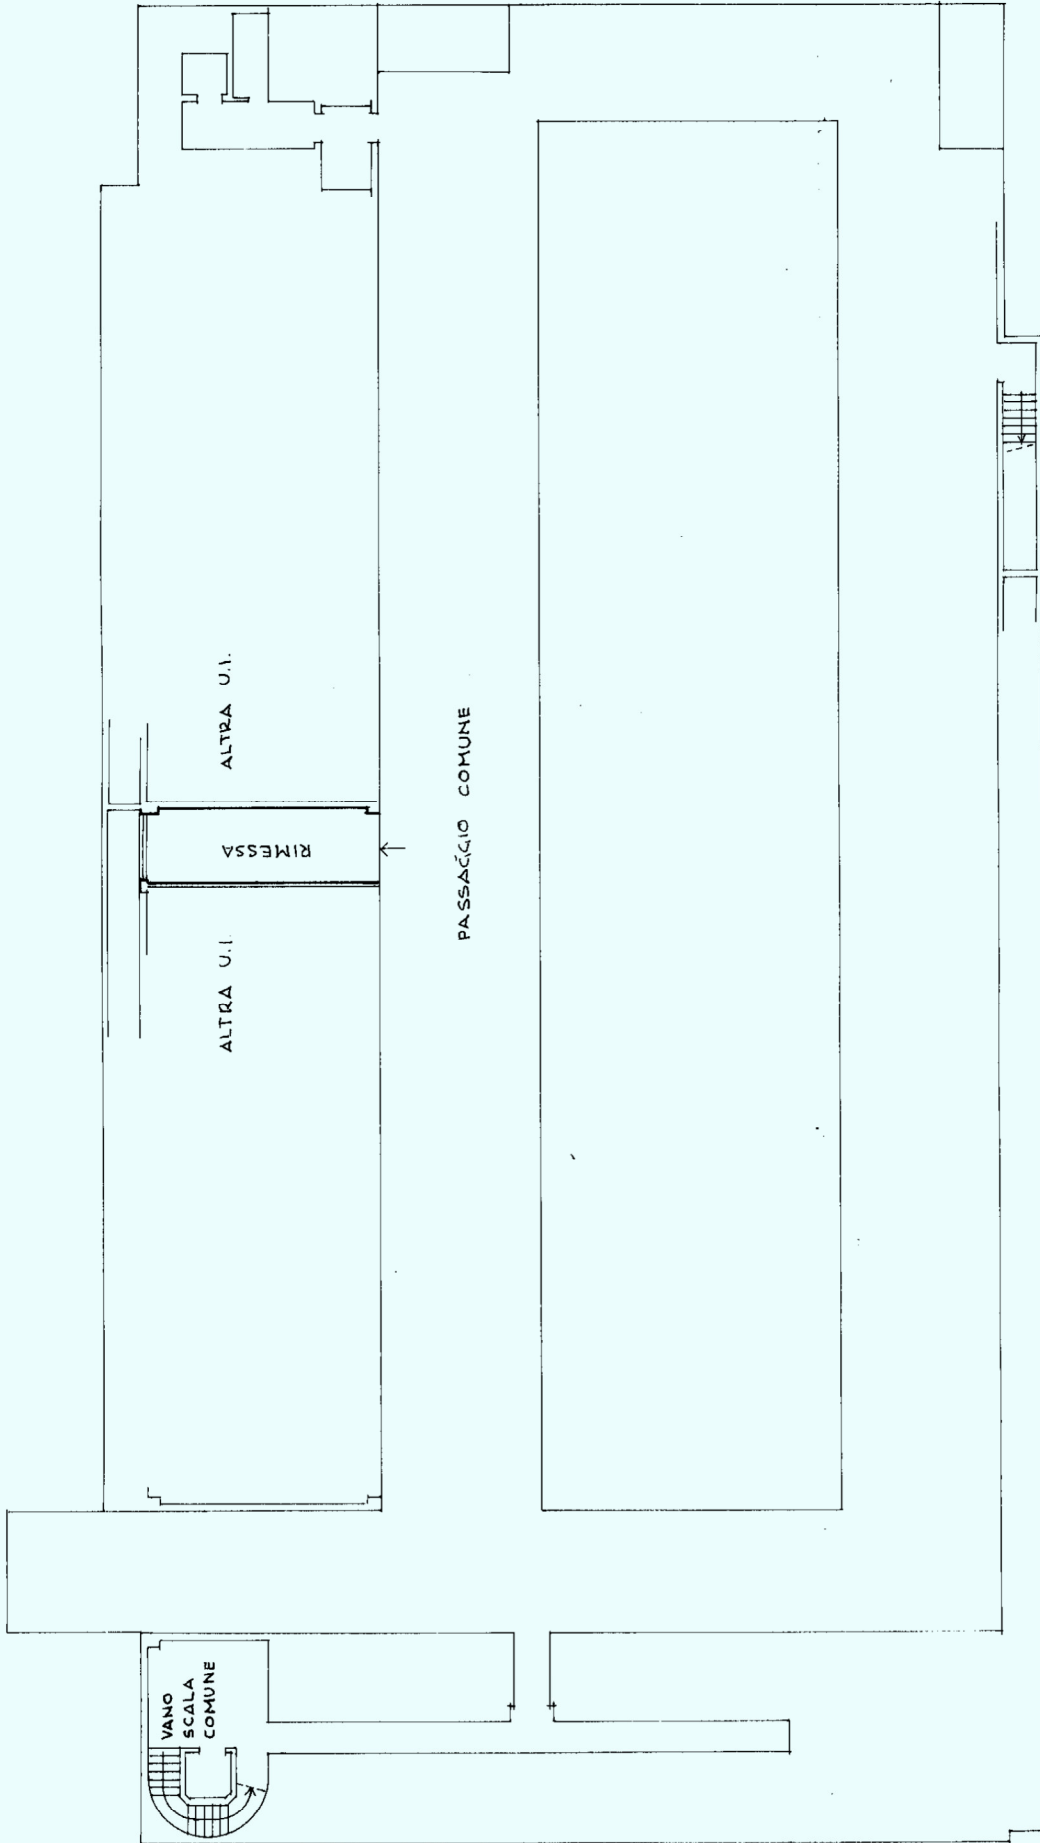 ALTRA U.I.
RIMESSA
ALTRA U.I.
PASSAGGIO COMUNE
VANO
SCALA
COMUNE